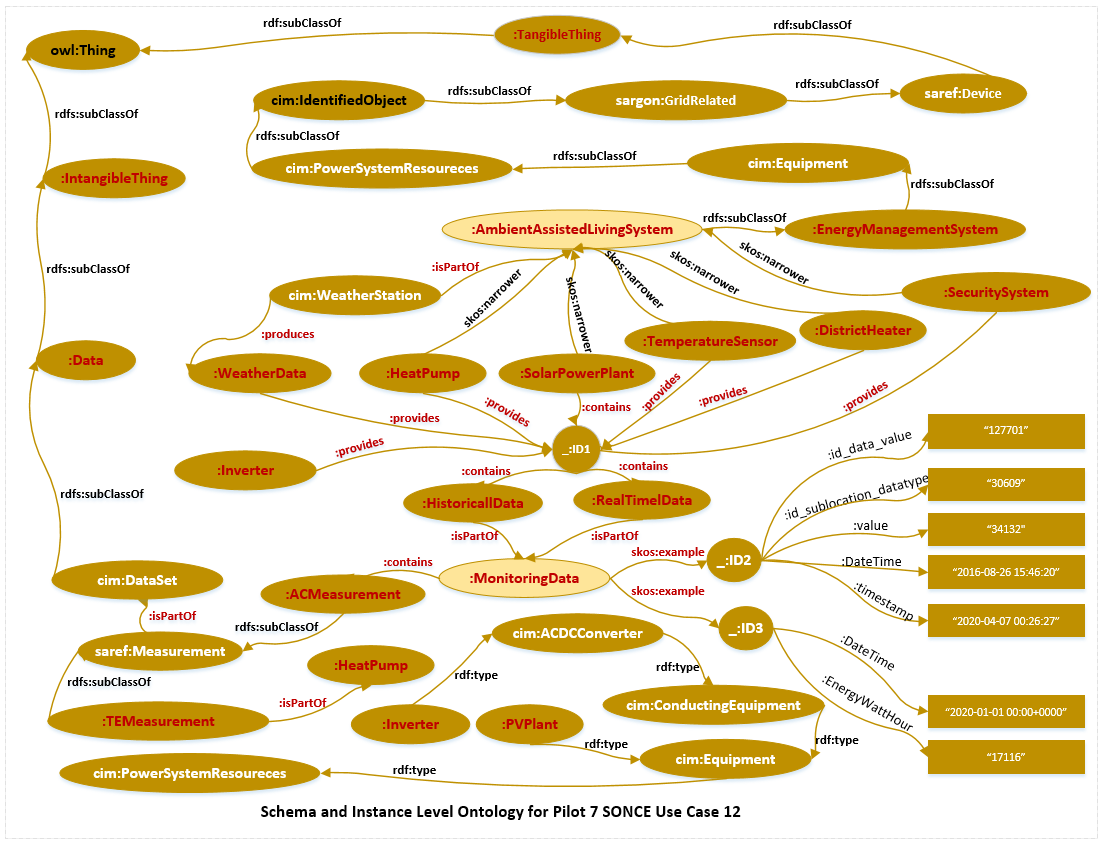 rdf:subClassOf
rdf:subClassOf
:TangibleThing
owl:Thing
rdfs:subClassOf
rdfs:subClassOf
saref:Device
cim:IdentifiedObject
sargon:GridRelated
rdfs:subClassOf
rdfs:subClassOf
rdfs:subClassOf
cim:PowerSystemResoureces
cim:Equipment
:IntangibleThing
rdfs:subClassOf
rdfs:subClassOf
:AmbientAssistedLivingSystem
:EnergyManagementSystem
skos:narrower
rdfs:subClassOf
:isPartOf
skos:narrower
skos:narrower
skos:narrower
skos:narrower
cim:WeatherStation
:SecuritySystem
:produces
:DistrictHeater
:TemperatureSensor
:Data
:WeatherData
:HeatPump
:SolarPowerPlant
:provides
:provides
:provides
:provides
:contains
:provides
:provides
_:ID1
:Inverter
:contains
:contains
:id_data_value
"127701"
rdfs:subClassOf
:HistoricallData
:RealTimelData
:id_sublocation_datatype
"30609"
:value
"34132"
:isPartOf
:isPartOf
skos:example
_:ID2
:DateTime
"2016-08-26 15:46:20"
:contains
:MonitoringData
cim:DataSet
:ACMeasurement
skos:example
:timestamp
"2020-04-07 00:26:27"
:isPartOf
rdfs:subClassOf
_:ID3
cim:ACDCConverter
:DateTime
saref:Measurement
:HeatPump
rdf:type
rdf:type
rdfs:subClassOf
:EnergyWattHour
:isPartOf
cim:ConductingEquipment
"2020-01-01 00:00+0000"
:TEMeasurement
:Inverter
:PVPlant
rdf:type
rdf:type
cim:Equipment
"17116"
cim:PowerSystemResoureces
rdf:type
Schema and Instance Level Ontology for Pilot 7 SONCE Use Case 12